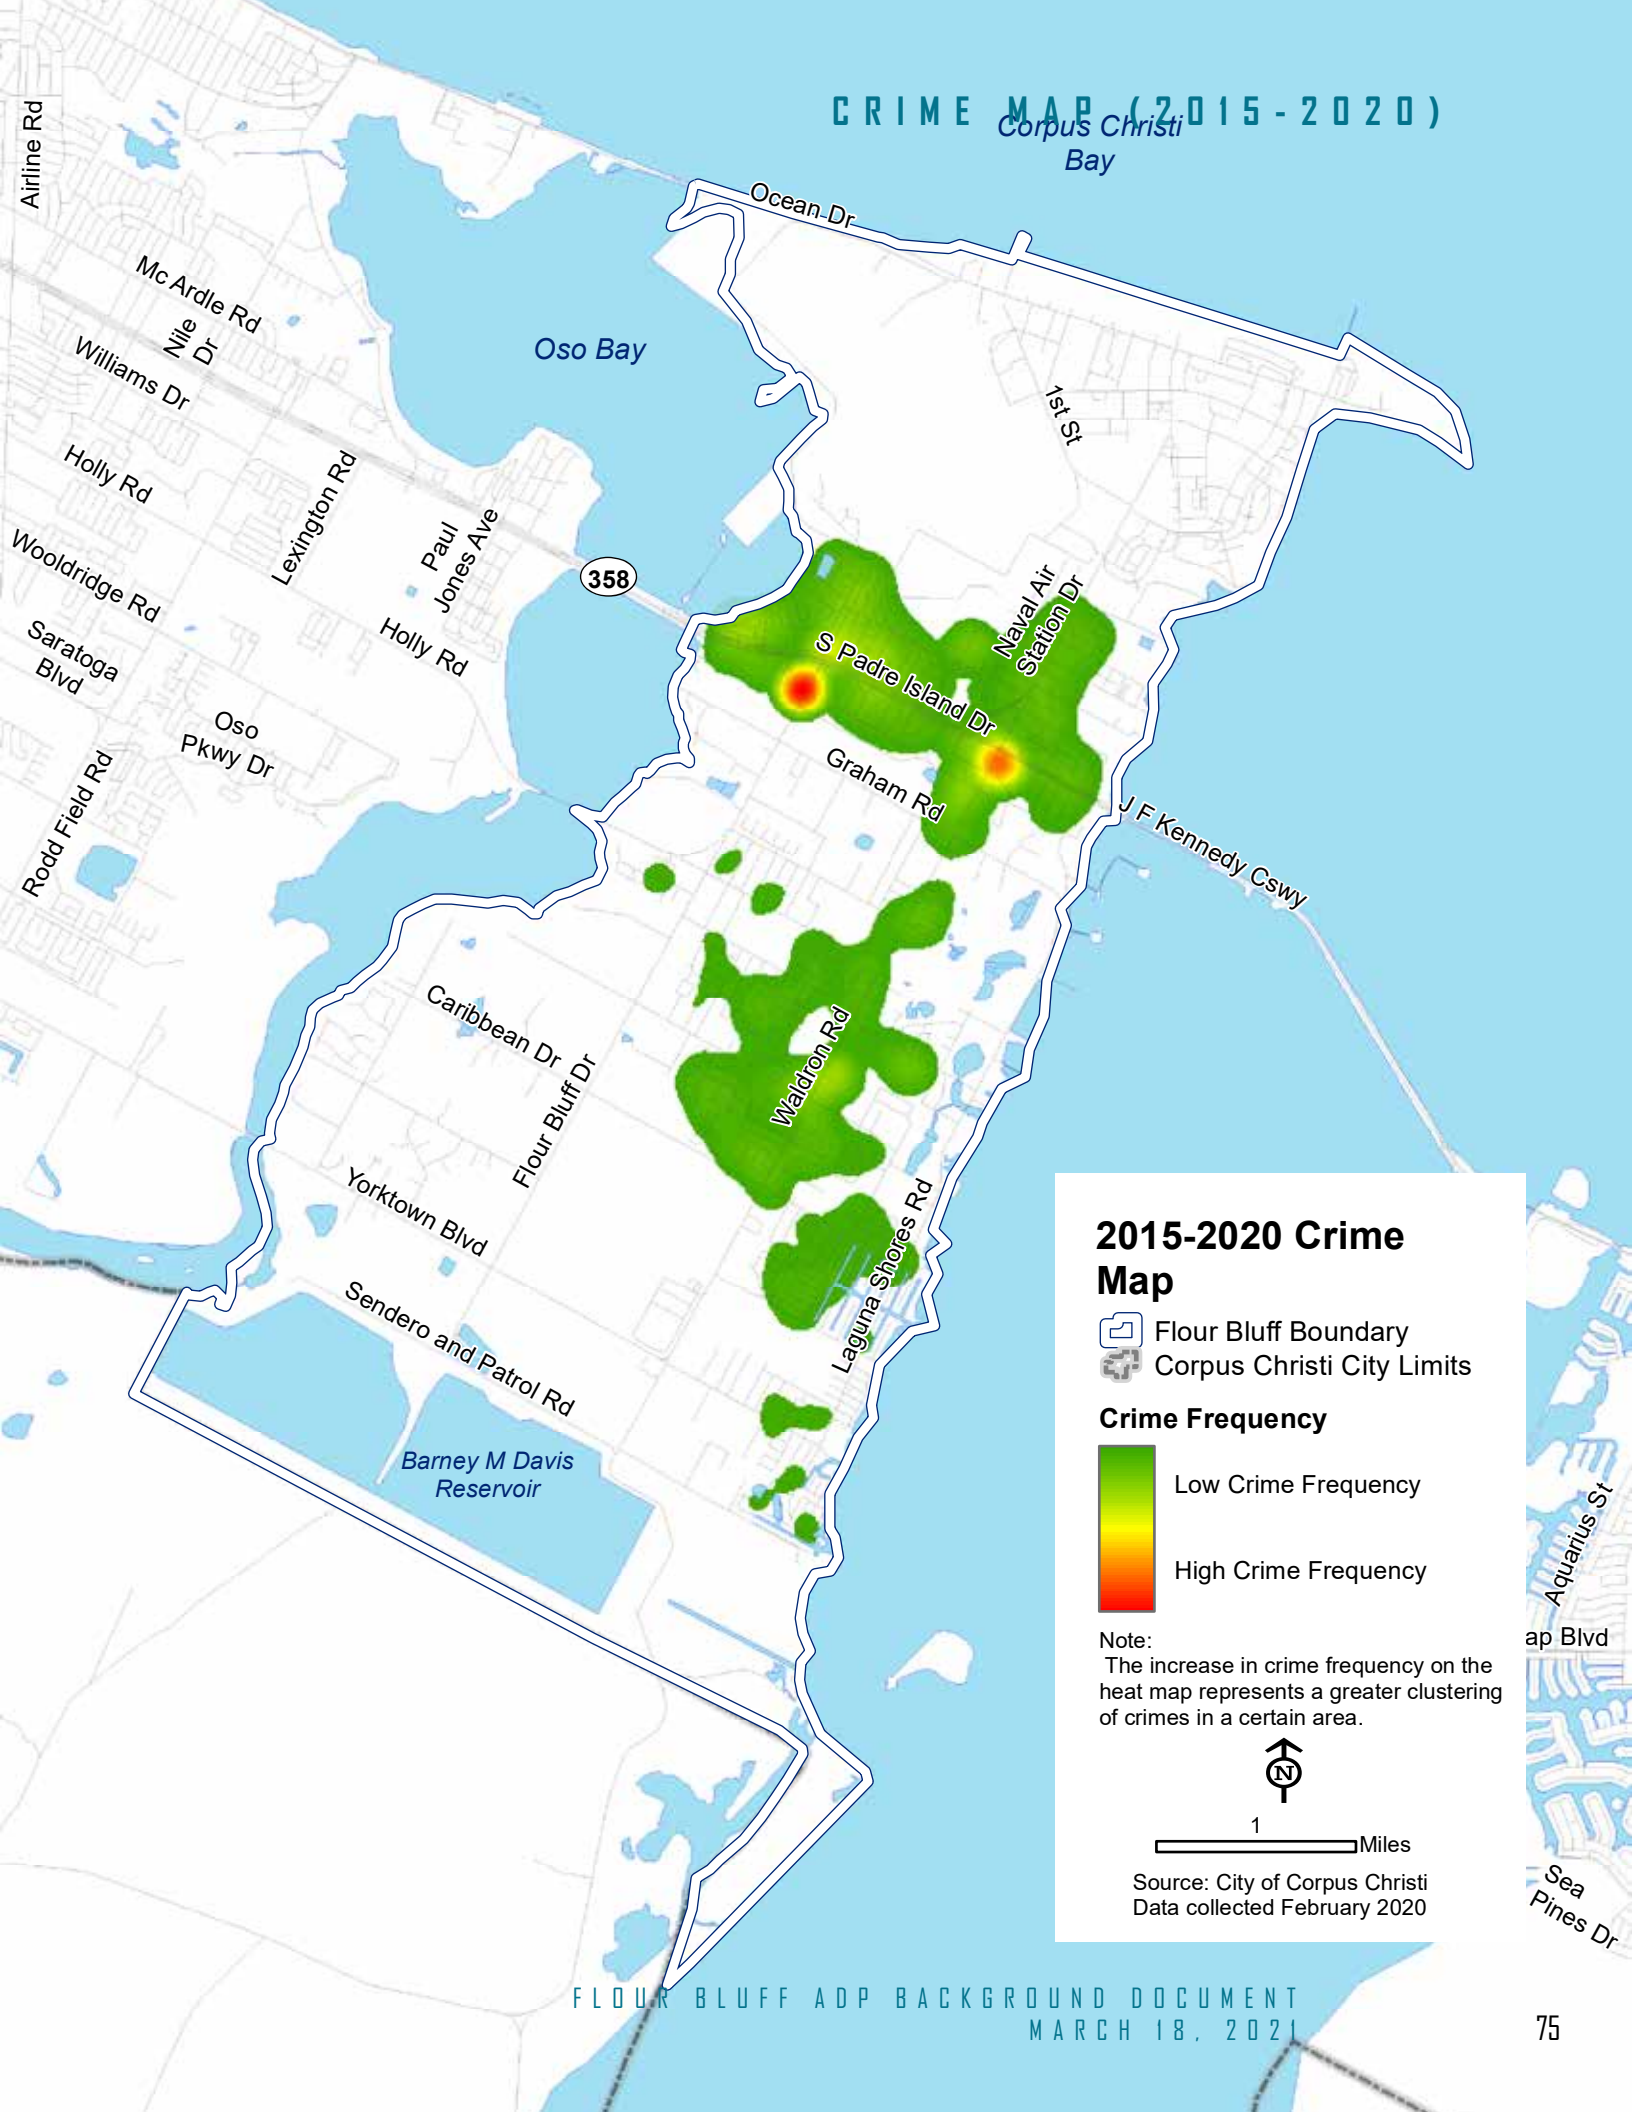 CRIME MAP (2015-2020)
Corpus Christi
Bay
Airline Rd
Ocean Dr
Mc Ardle Rd
Nile
Dr
Williams Dr
Oso Bay
1st St
Holly Rd
Lexington Rd
Paul
Jones Ave
Wooldridge Rd
358
Naval Air
Station Dr
Saratoga
Blvd
Holly Rd
S Padre Island Dr
Oso
Pkwy Dr
Graham Rd
Rodd Field Rd
J F Kennedy Cswy
Caribbean Dr
Waldron Rd
Flour Bluff Dr
Yorktown Blvd
Laguna Shores Rd
Sendero and Patrol Rd
Barney M Davis
Reservoir
2015-2020 Crime
Map
Flour Bluff Boundary
Corpus Christi City Limits
Crime Frequency
Low Crime Frequency
High Crime Frequency
Note:
The increase in crime frequency on the
heat map represents a greater clustering
of crimes in a certain area.
N
1
Miles
Source: City of Corpus Christi
Data collected February 2020
Aquarius St
ap Blvd
Sea
Pines Dr
FLOUR BLUFF ADP BACKGROUND DOCUMENT
MARCH 18, 2021
75